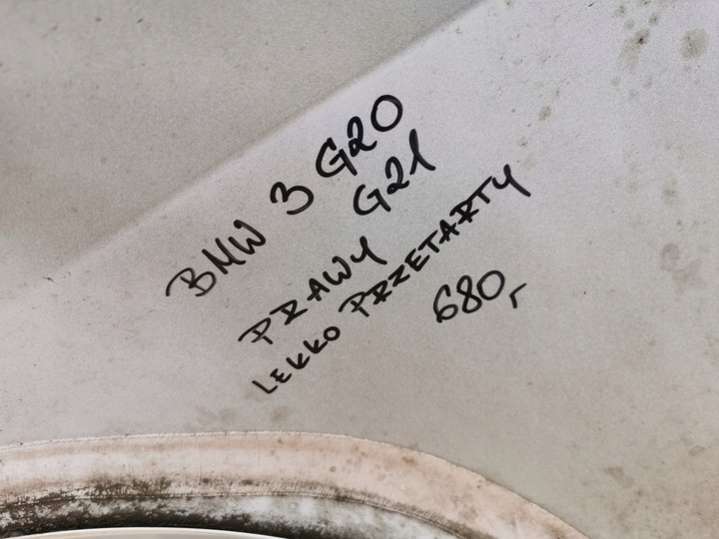 BMW 3 G20
G21
PRAWY
LEKKO PRZETARTY
680,-